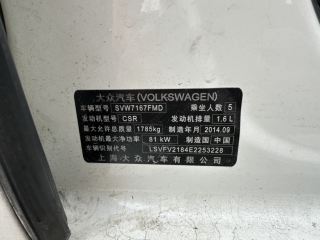 大众汽车(VOLKSWAGEN)
车辆型号 SVW7167FMD 乘坐人数 5
发动机型号 CSR 发动机排量 1.6 L
最大允许总质量 1785kg 制造年月 2014.09
发动机最大净功率 81 kW 制造国 中国
车辆识别代号 LSVFV2184E2253228
上海大众汽车有限公司